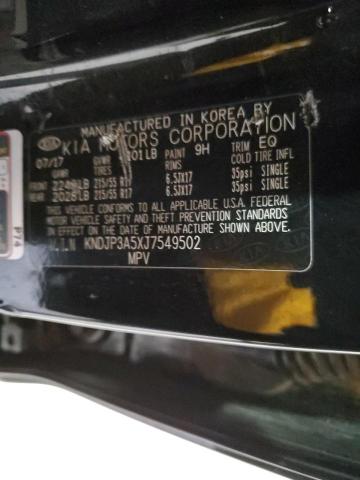 MANUFACTURED IN KOREA BY
KIA KIA MOTORS CORPORATION
07/17 GVWR PAINT 9H TRIM EQ
GAWR TIRES RIMS COLD TIRE INFL
FRONT 215/55 R17 6.5JX17 35psi SINGLE
REAR 2028LB 215/55 R17 6.5JX17 35psi SINGLE
THIS VEHICLE CONFORMS TO ALL APPLICABLE U.S.A. FEDERAL
MOTOR VEHICLE SAFETY AND THEFT PREVENTION STANDARDS
IN EFFECT ON THE DATE OF MANUFACTURE SHOWN ABOVE.
V.I.N KNDJP3A5XJ7549502
MPV